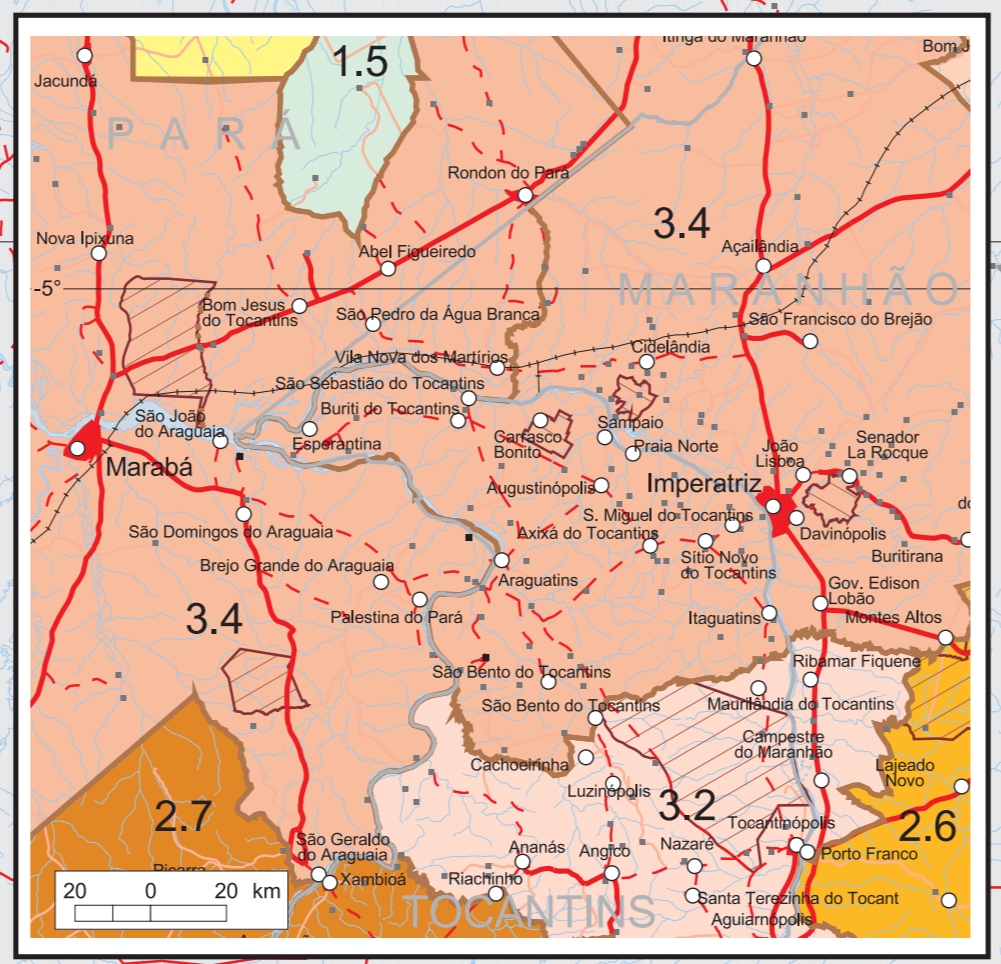 Itinga do Maranhão
Bom J
Jacundá
1.5
PARÁ
Rondon do Pará
3.4
Nova Ipixuna
Abel Figueiredo
Açailândia
-5°
MARANHÃO
Bom Jesus
do Tocantins
São Pedro da Água Branca
São Francisco do Brejão
Vila Nova dos Martírios
Cidelândia
São Sebastião do Tocantins
Buriti do Tocantins
São João
do Araguaia
Esperantina
Carrasco
Bonito
Sampaio
Praia Norte
João
Lisboa
Senador
La Rocque
Marabá
Imperatriz
Augustinópolis
S. Miguel do Tocantins
do
São Domingos do Araguaia
Axixá do Tocantins
Davinópolis
Sítio Novo
do Tocantins
Buritirana
Brejo Grande do Araguaia
Araguatins
Gov. Edison
Lobão
3.4
Palestina do Pará
Itaguatins
Montes Altos
São Bento do Tocantins
Ribamar Fiquene
São Bento do Tocantins
Maurilândia do Tocantins
Campestre
do Maranhão
Cachoeirinha
Lajeado
Novo
Luzinópolis
2.7
3.2
Tocantinópolis
2.6
São Geraldo
do Araguaia
Ananás
Angico
Nazaré
Porto Franco
Piçarra
Xambioá
Riachinho
Santa Terezinha do Tocant
20 0 20 km
TOCANTINS
Aguiarnópolis